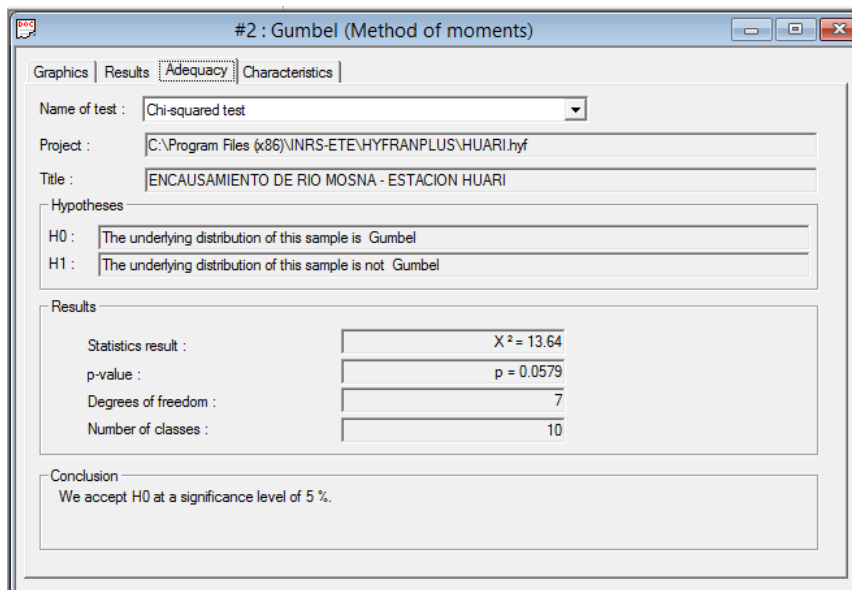 DOC
#2 : Gumbel (Method of moments)
Graphics Results Adequacy Characteristics
Name of test : Chi-squared test
Project : C:\Program Files (x86)\INRS-ETE\HYFRANPLUS\HUARI.hyf
Title : ENCAUSAMIENTO DE RIO MOSNA - ESTACION HUARI
Hypotheses
H0 : The underlying distribution of this sample is Gumbel
H1 : The underlying distribution of this sample is not Gumbel
Results
Statistics result : X² = 13.64
p-value : p = 0.0579
Degrees of freedom : 7
Number of classes : 10
Conclusion
We accept H0 at a significance level of 5 %.